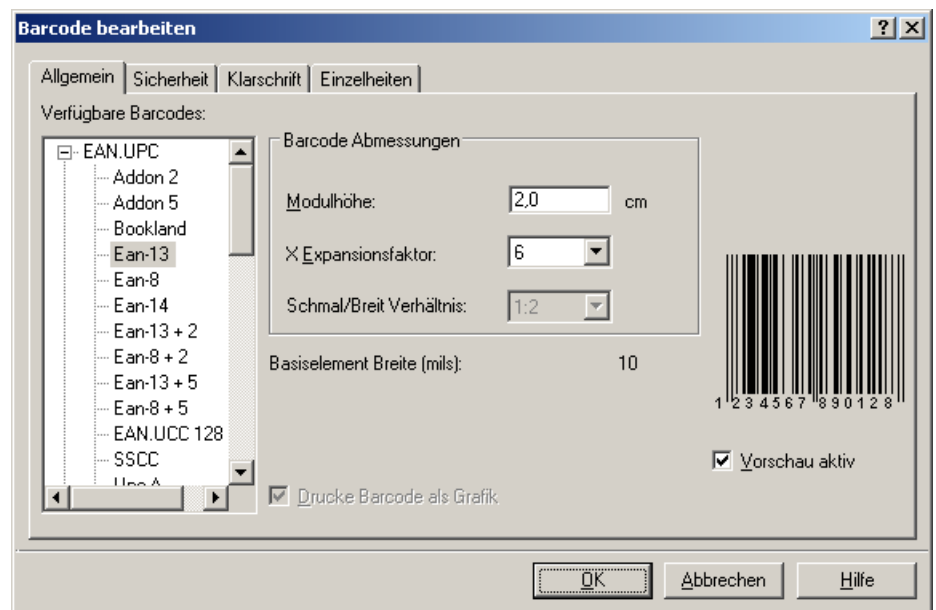 Barcode bearbeiten
Allgemein Sicherheit Klarschrift Einzelheiten
Verfügbare Barcodes:
EAN.UPC
Addon 2
Addon 5
Bookland
Ean-13
Ean-8
Ean-14
Ean-13 + 2
Ean-8 + 2
Ean-13 + 5
Ean-8 + 5
EAN.UCC 128
SSCC
Upc A
Barcode Abmessungen
Modulhöhe: 2,0 cm
X Expansionsfaktor: 6
Schmal/Breit Verhältnis: 1:2
Basiselement Breite (mils): 10
1 234567 890128
Vorschau aktiv
Drucke Barcode als Grafik
OK Abbrechen Hilfe